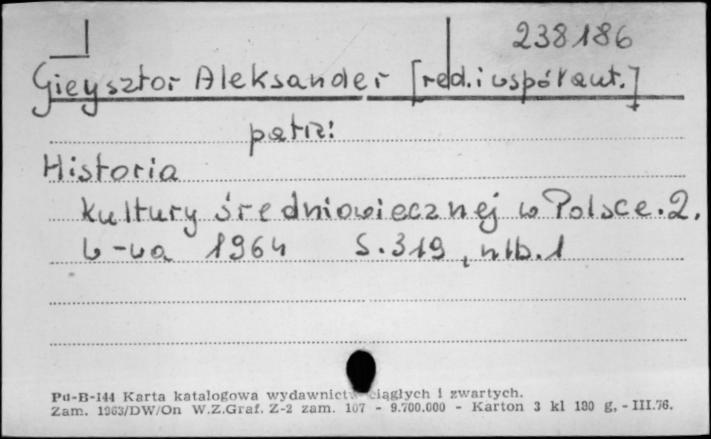 238186
Gieysztor Aleksander [red. i współaut.]
patrz:
Historia
kultury średniowiecznej w Polsce. 2.
W-wa 1964 S. 319, nlb. 1
Pu-B-144 Karta katalogowa wydawnictw ciągłych i zwartych.
Zam. 1963/DW/On W.Z.Graf. Z-2 zam. 107 - 9.700.000 - Karton 3 kl 180 g. - III.76.